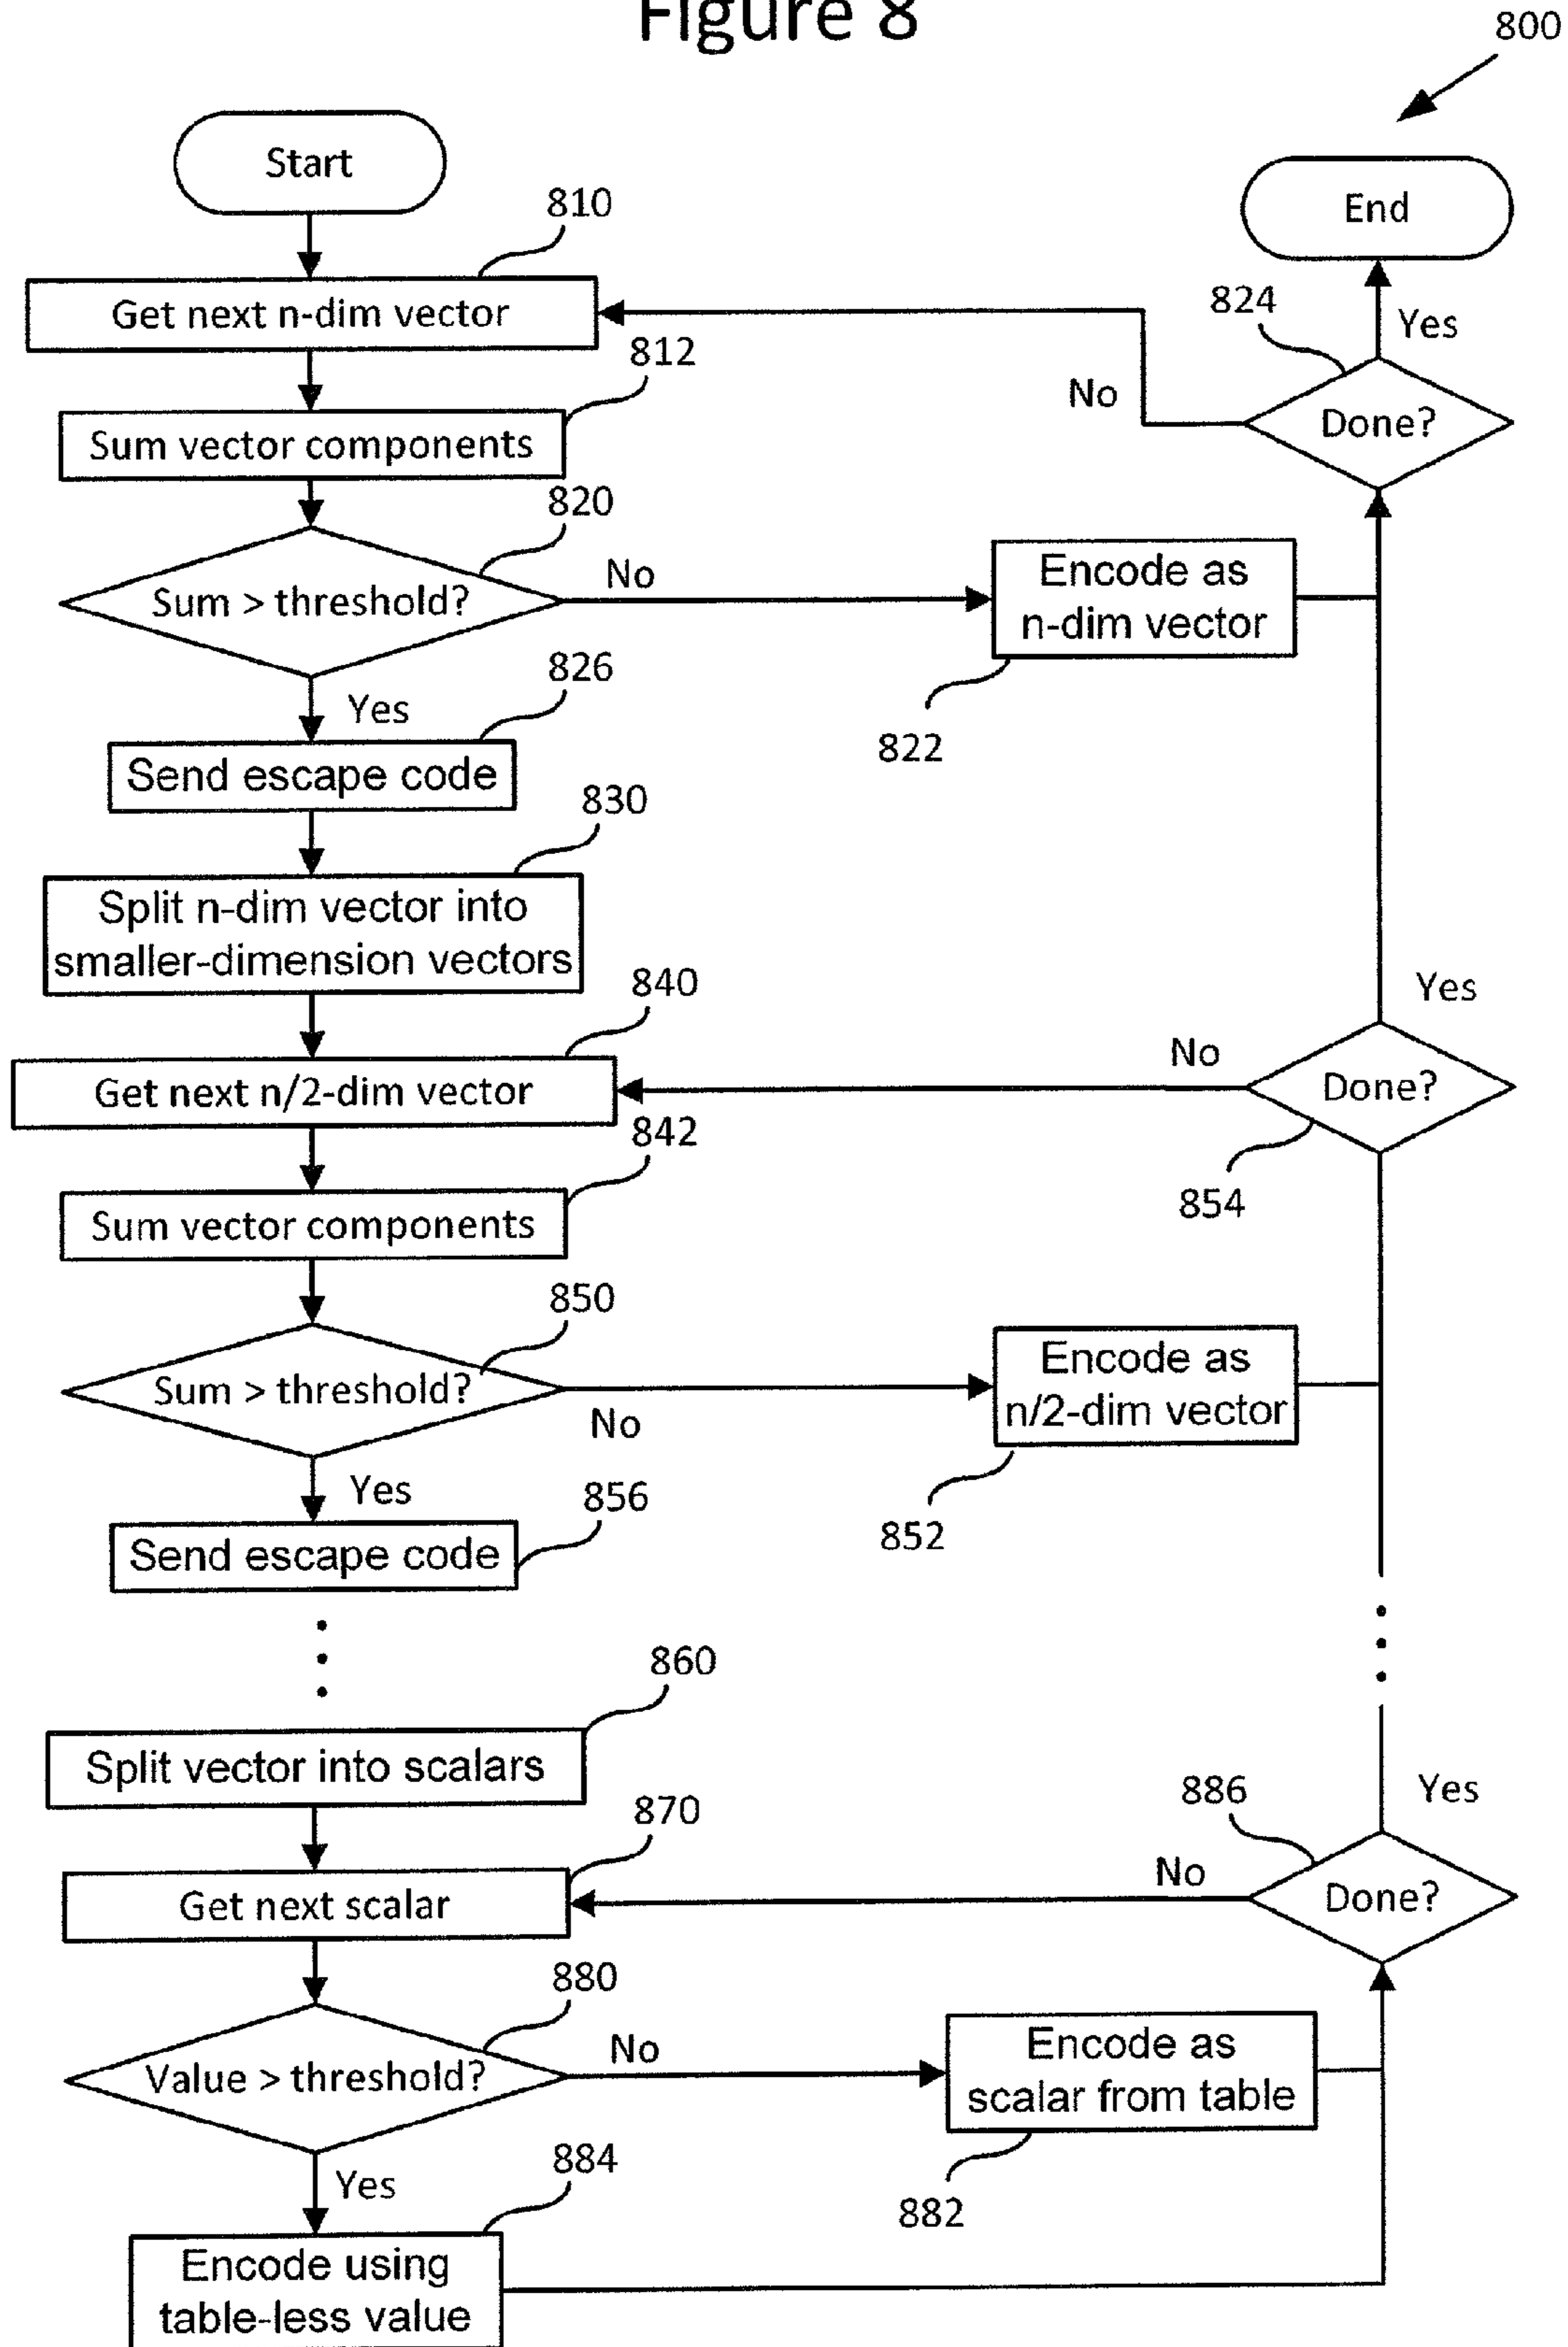 Figure 8
800
Start
End
810
Get next n-dim vector
824
Yes
812
No
Done?
Sum vector components
820
Sum > threshold?
No
Encode as
n-dim vector
822
826
Yes
Send escape code
830
Split n-dim vector into
smaller-dimension vectors
840
Yes
Get next n/2-dim vector
No
Done?
842
854
Sum vector components
850
Sum > threshold?
No
Encode as
n/2-dim vector
852
Yes
856
Send escape code
860
Split vector into scalars
886
Yes
870
Get next scalar
No
Done?
880
Value > threshold?
No
Encode as
scalar from table
882
Yes
884
Encode using
table-less value